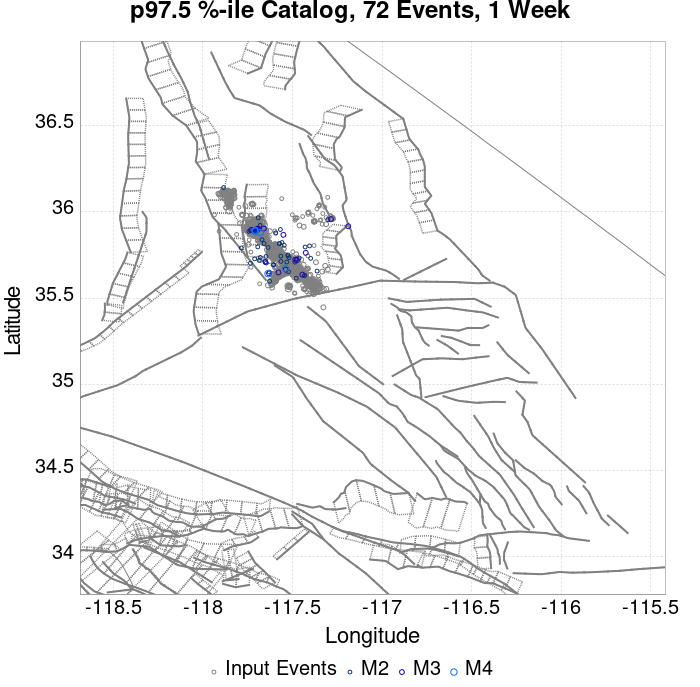 p97.5 %-ile Catalog, 72 Events, 1 Week
36.5
36
35.5
35
34.5
34
Latitude
-118.5 -118 -117.5 -117 -116.5 -116 -115.5
Longitude
Input Events M2 M3 M4